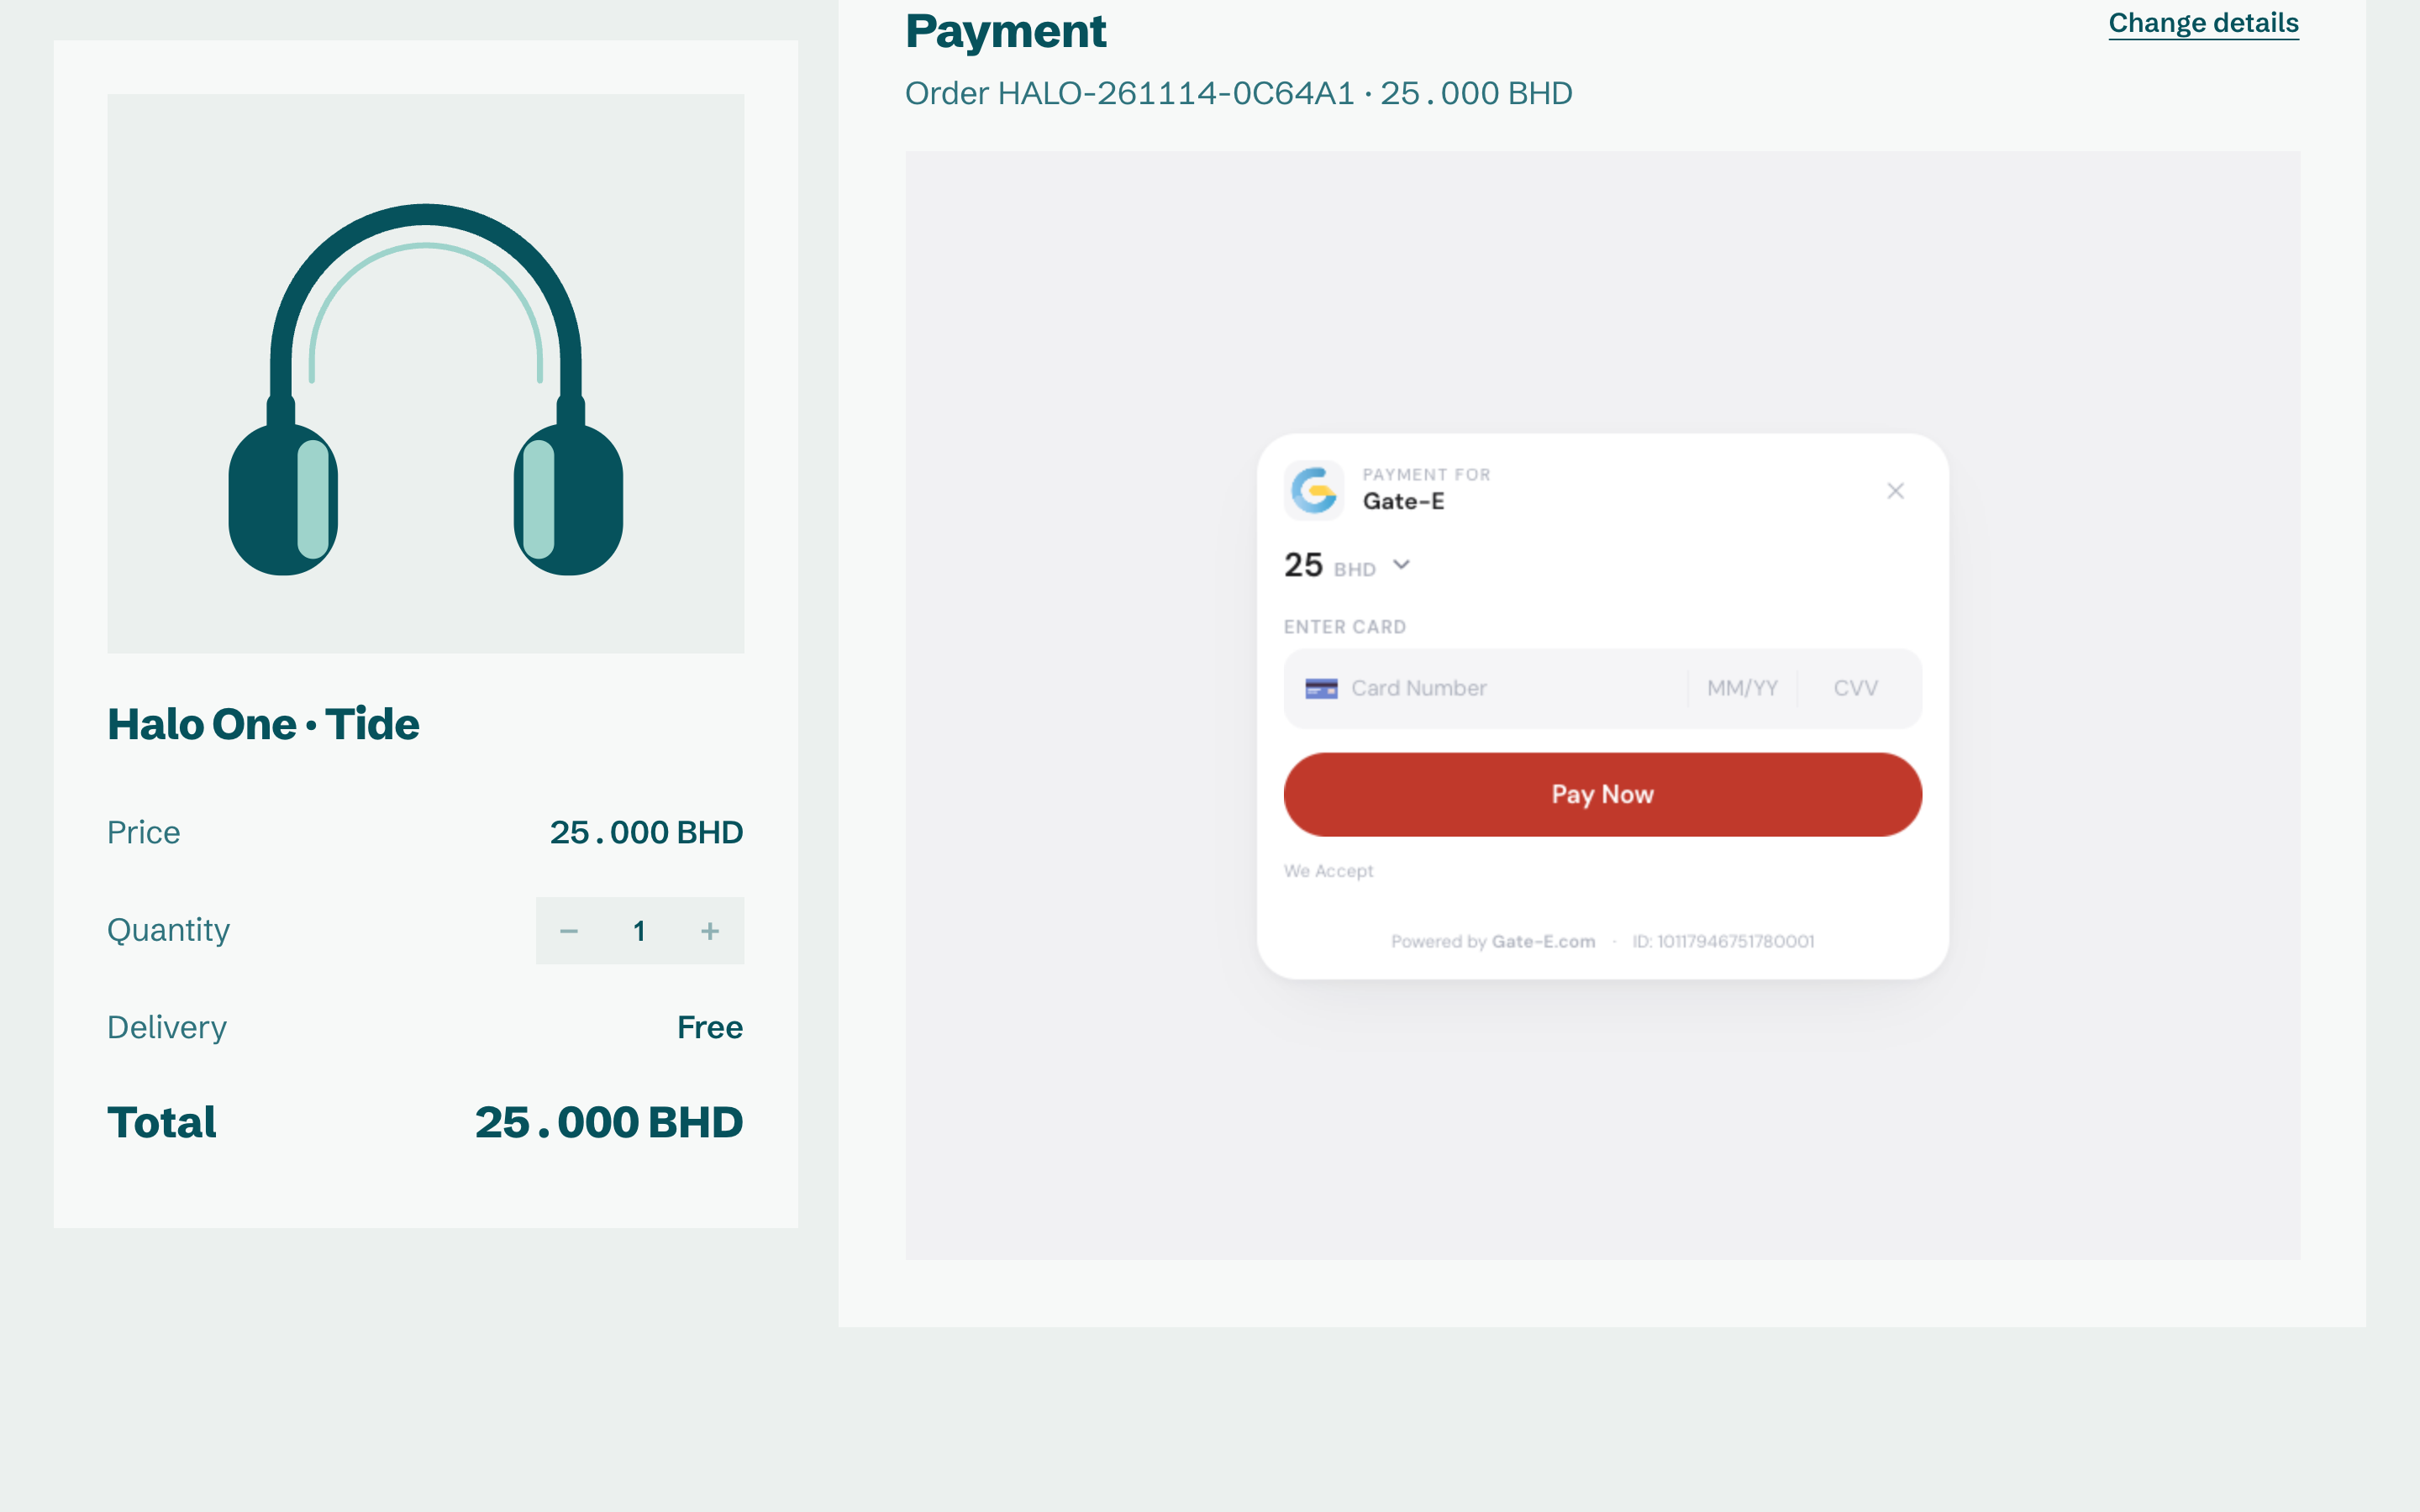 Halo One · Tide
Price 25.000 BHD
Quantity − 1 +
Delivery Free
Total 25.000 BHD
Payment
Change details
Order HALO-261114-0C64A1 · 25.000 BHD
PAYMENT FOR
Gate-E
25 BHD
ENTER CARD
Card Number MM/YY CVV
Pay Now
We Accept
Powered by Gate-E.com · ID: 10117946751780001